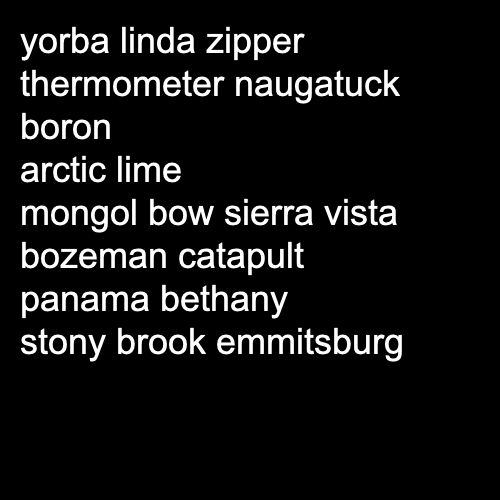 yorba linda zipper
thermometer naugatuck
boron
arctic lime
mongol bow sierra vista
bozeman catapult
panama bethany
stony brook emmitsburg